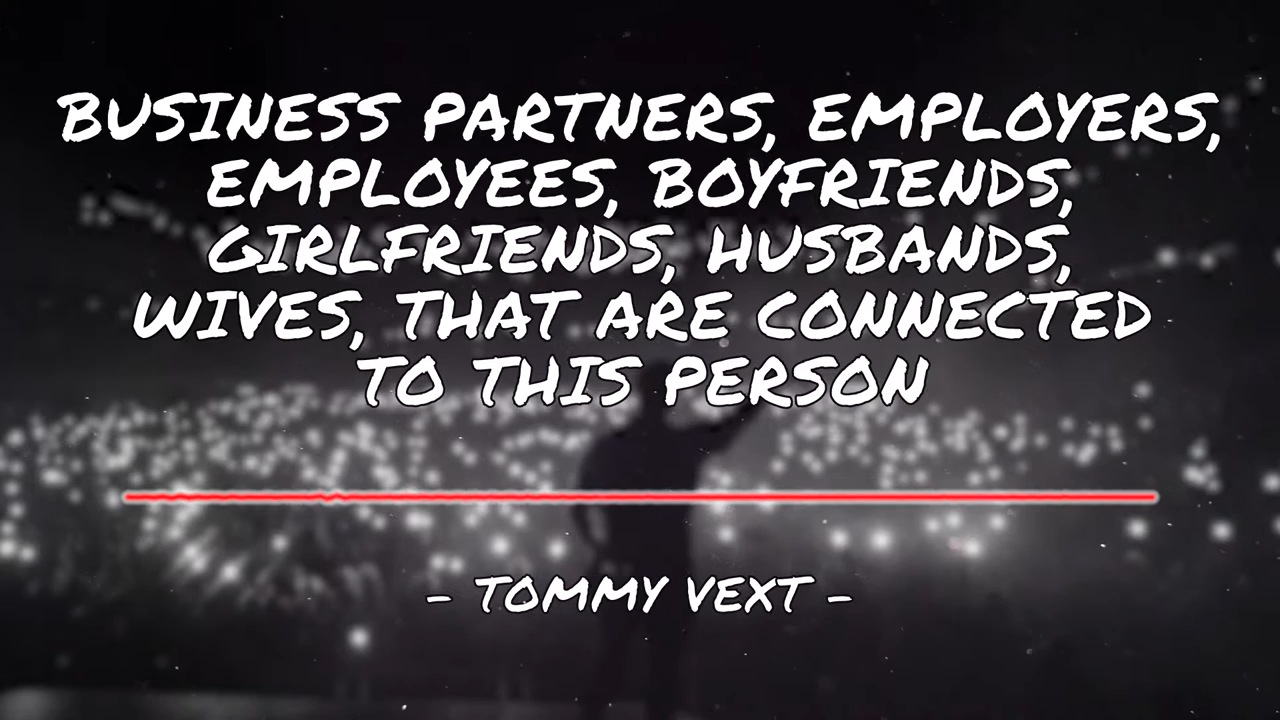 BUSINESS PARTNERS, EMPLOYERS,
EMPLOYEES, BOYFRIENDS,
GIRLFRIENDS, HUSBANDS,
WIVES, THAT ARE CONNECTED
TO THIS PERSON
- TOMMY VEXT -